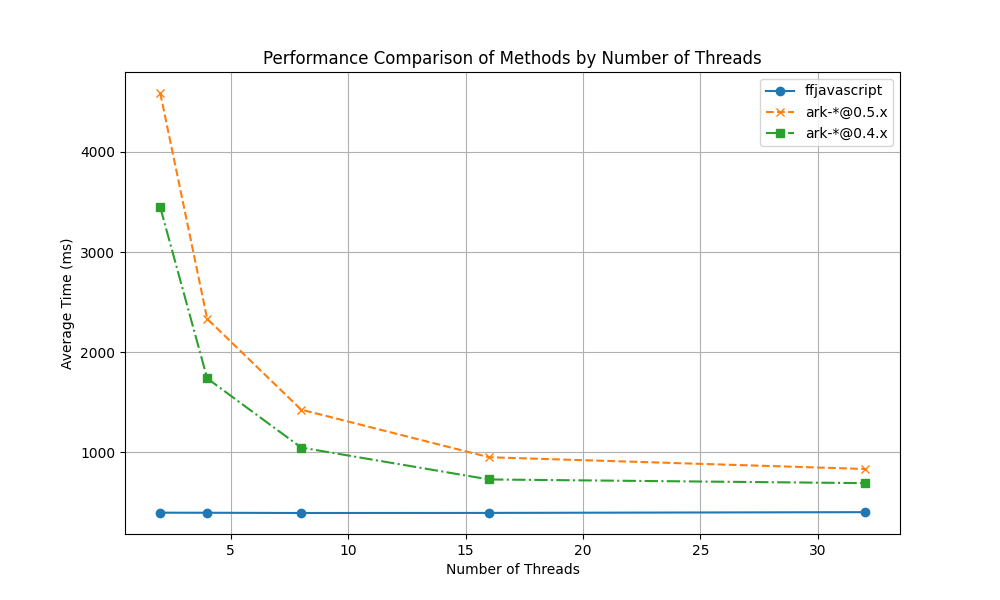 Performance Comparison of Methods by Number of Threads
ffjavascript
ark-*@0.5.x
ark-*@0.4.x
Average Time (ms)
4000
3000
2000
1000
5
10
15
20
25
30
Number of Threads